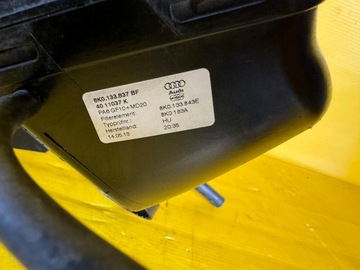 8K0.133.837 BF
40 11037 K
PA6 GF10+MD20
Filterelement: 8K0.133.843E
Typprüfnr.: 8K0 183A
Herstelland: HU
14.05.13 20:36
Audi